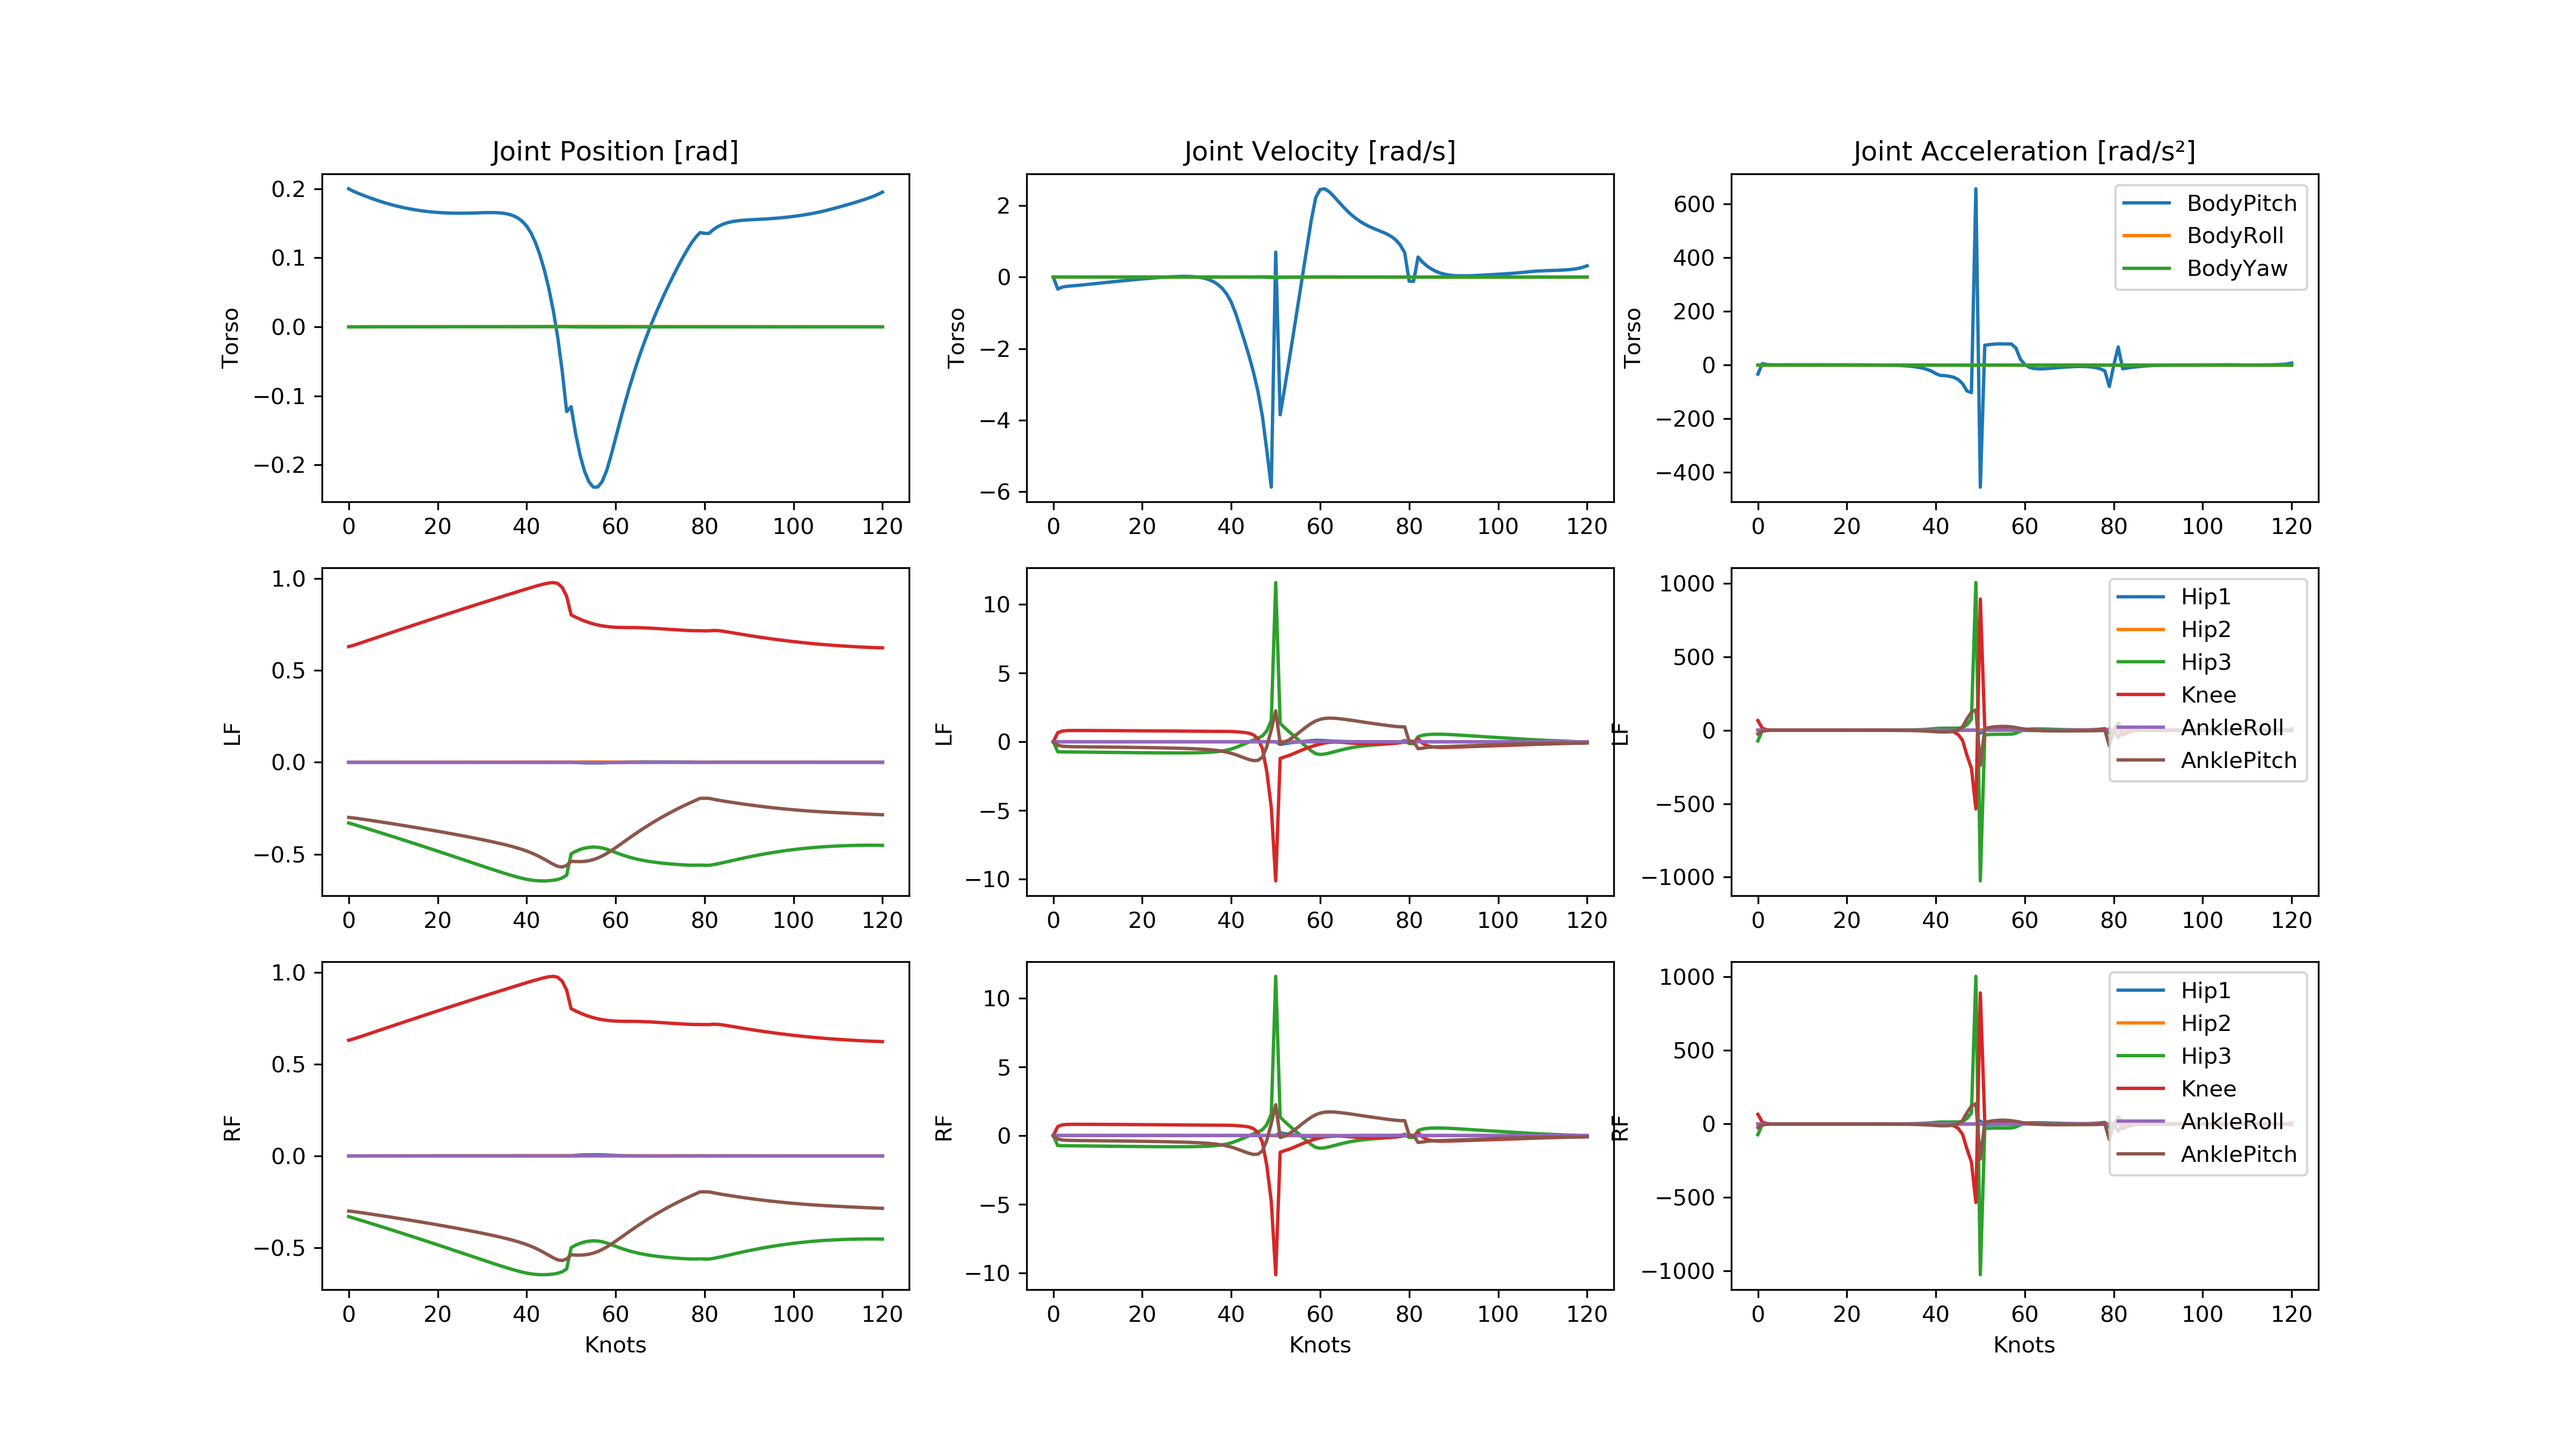 Joint Position [rad]
Joint Velocity [rad/s]
Joint Acceleration [rad/s²]
Torso
0.2
0.1
0.0
−0.1
−0.2
0 20 40 60 80 100 120
Torso
2
0
−2
−4
−6
0 20 40 60 80 100 120
Torso
600
400
200
0
−200
−400
0 20 40 60 80 100 120
BodyPitch
BodyRoll
BodyYaw
LF
1.0
0.5
0.0
−0.5
0 20 40 60 80 100 120
LF
10
5
0
−5
−10
0 20 40 60 80 100 120
LF
1000
500
0
−500
−1000
0 20 40 60 80 100 120
Hip1
Hip2
Hip3
Knee
AnkleRoll
AnklePitch
RF
1.0
0.5
0.0
−0.5
0 20 40 60 80 100 120
Knots
RF
10
5
0
−5
−10
0 20 40 60 80 100 120
Knots
RF
1000
500
0
−500
−1000
0 20 40 60 80 100 120
Knots
Hip1
Hip2
Hip3
Knee
AnkleRoll
AnklePitch